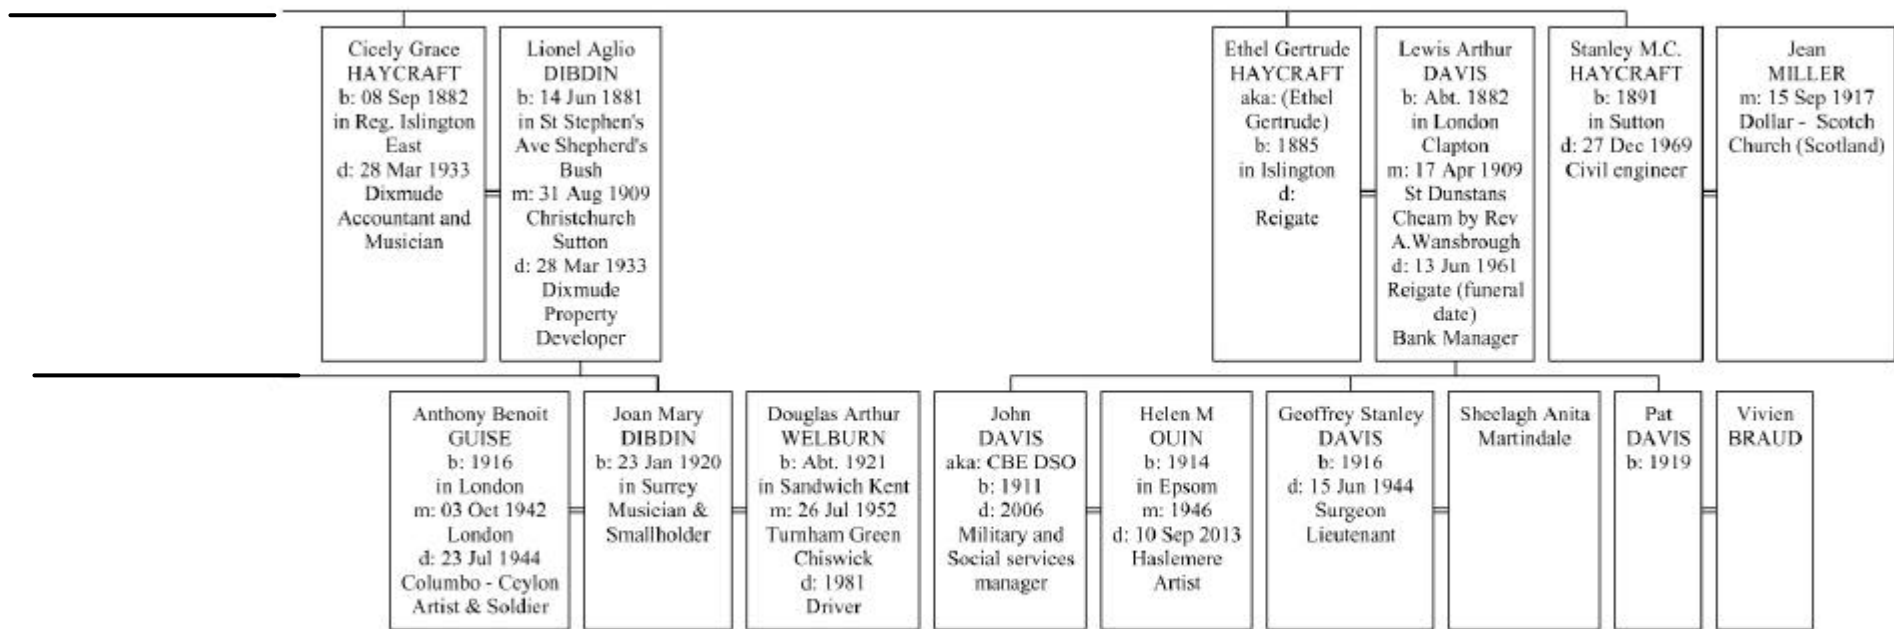 Cicely Grace
HAYCRAFT
b: 08 Sep 1882
in Reg. Islington
East
d: 28 Mar 1933
Dixmude
Accountant and
Musician
Lionel Aglio
DIBDIN
b: 14 Jun 1881
in St Stephen's
Ave Shepherd's
Bush
m: 31 Aug 1909
Christchurch
Sutton
d: 28 Mar 1933
Dixmude
Property
Developer
Ethel Gertrude
HAYCRAFT
aka: (Ethel
Gertrude)
b: 1885
in Islington
d:
Reigate
Lewis Arthur
DAVIS
b: Abt. 1882
in London
Clapton
m: 17 Apr 1909
St Dunstans
Cheam by Rev
A.Wansbrough
d: 13 Jun 1961
Reigate (funeral
date)
Bank Manager
Stanley M.C.
HAYCRAFT
b: 1891
in Sutton
d: 27 Dec 1969
Civil engineer
Jean
MILLER
m: 15 Sep 1917
Dollar - Scotch
Church (Scotland)
Anthony Benoit
GUISE
b: 1916
in London
m: 03 Oct 1942
London
d: 23 Jul 1944
Columbo - Ceylon
Artist & Soldier
Joan Mary
DIBDIN
b: 23 Jan 1920
in Surrey
Musician &
Smallholder
Douglas Arthur
WELBURN
b: Abt. 1921
in Sandwich Kent
m: 26 Jul 1952
Turnham Green
Chiswick
d: 1981
Driver
John
DAVIS
aka: CBE DSO
b: 1911
d: 2006
Military and
Social services
manager
Helen M
OUIN
b: 1914
in Epsom
m: 1946
d: 10 Sep 2013
Haslemere
Artist
Geoffrey Stanley
DAVIS
b: 1916
d: 15 Jun 1944
Surgeon
Lieutenant
Sheelagh Anita
Martindale
Pat
DAVIS
b: 1919
Vivien
BRAUD